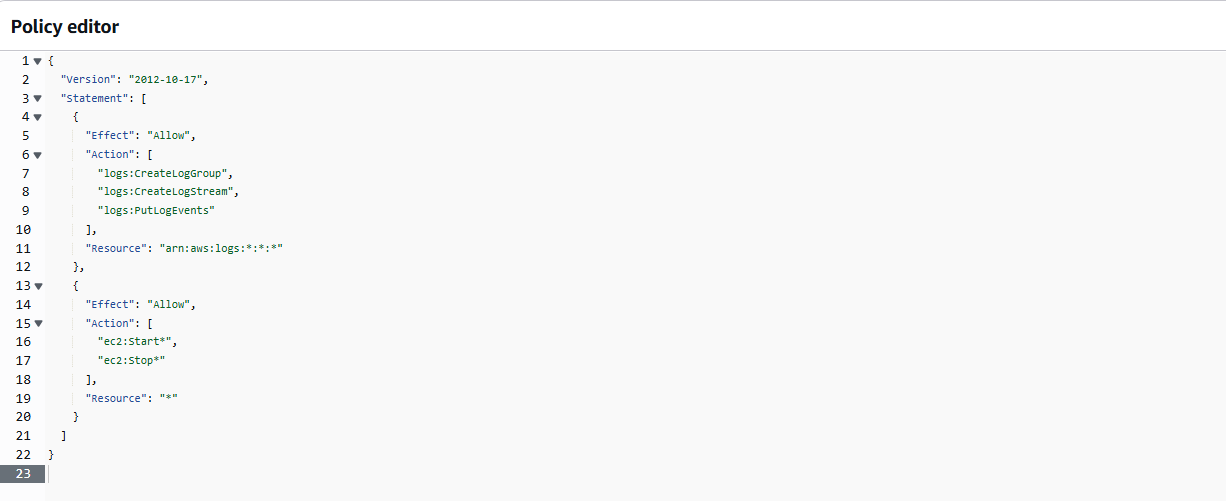 Policy editor
1 {
2 "Version": "2012-10-17",
3 "Statement": [
4 {
5 "Effect": "Allow",
6 "Action": [
7 "logs:CreateLogGroup",
8 "logs:CreateLogStream",
9 "logs:PutLogEvents"
10 ],
11 "Resource": "arn:aws:logs:*:*:*"
12 },
13 {
14 "Effect": "Allow",
15 "Action": [
16 "ec2:Start*",
17 "ec2:Stop*"
18 ],
19 "Resource": "*"
20 }
21 ]
22 }
23